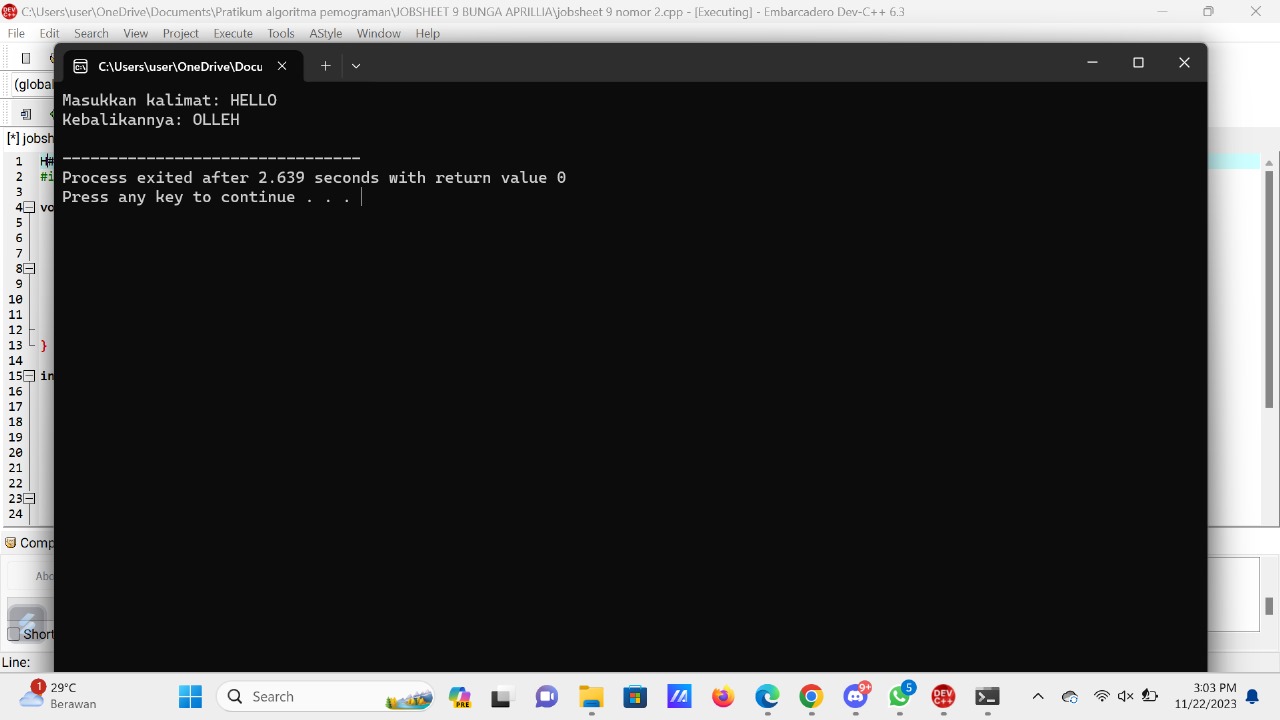 C:\Users\user\OneDrive\Documents\Pratikum algoritma pemograman\JOBSHEET 9 BUNGA APRILLIA\jobsheet 9 nomor 2.cpp - [Executing] - Embarcadero Dev-C++ 6.3
File Edit Search View Project Execute Tools AStyle Window Help
C:\Users\user\OneDrive\Docu
(global
Masukkan kalimat: HELLO
Kebalikannya: OLLEH
[*] jobsh
--------------------------------
Process exited after 2.639 seconds with return value 0
Press any key to continue . . .
1 H#
2 #i
3
4 vo
5
6
7
8
9
10
11
12
13 }
14
15 in
16
17
18
19
20
21
22
23
24
Comp
Abo
Short
Line:
1
29°C
Berawan
Search
PRE
9+
5
DEV C++
3:03 PM
11/22/2023